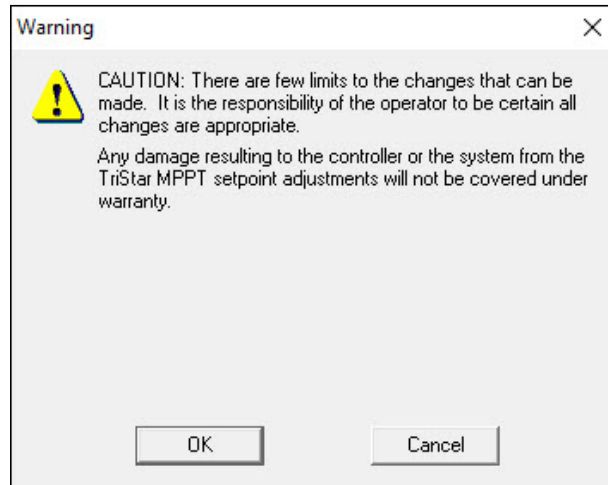 Warning
CAUTION: There are few limits to the changes that can be
made.  It is the responsibility of the operator to be certain all
changes are appropriate.
Any damage resulting to the controller or the system from the
TriStar MPPT setpoint adjustments will not be covered under
warranty.
OK
Cancel